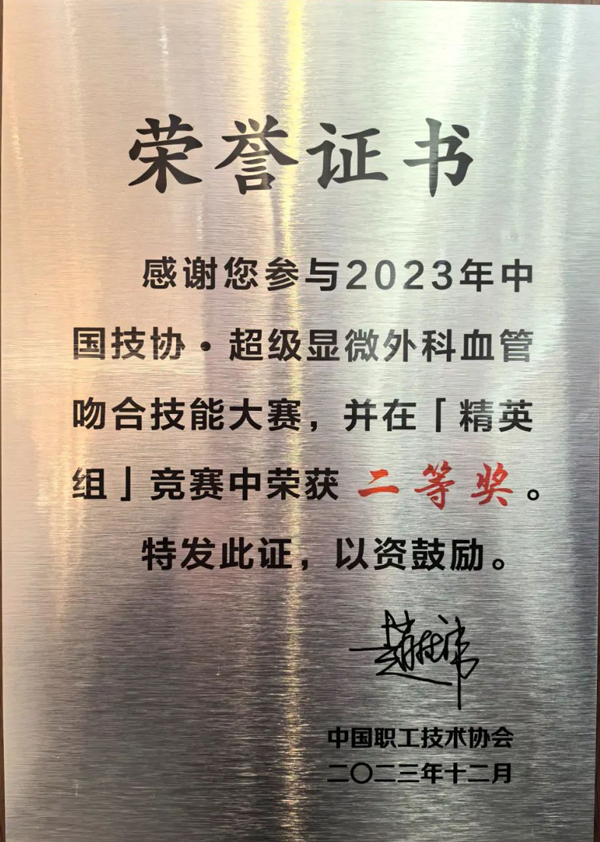 荣誉证书
感谢您参与2023年中
国技协·超级显微外科血管
吻合技能大赛，并在「精英
组」竞赛中荣获 二等奖。
特发此证，以资鼓励。
中国职工技术协会
二〇二三年十二月